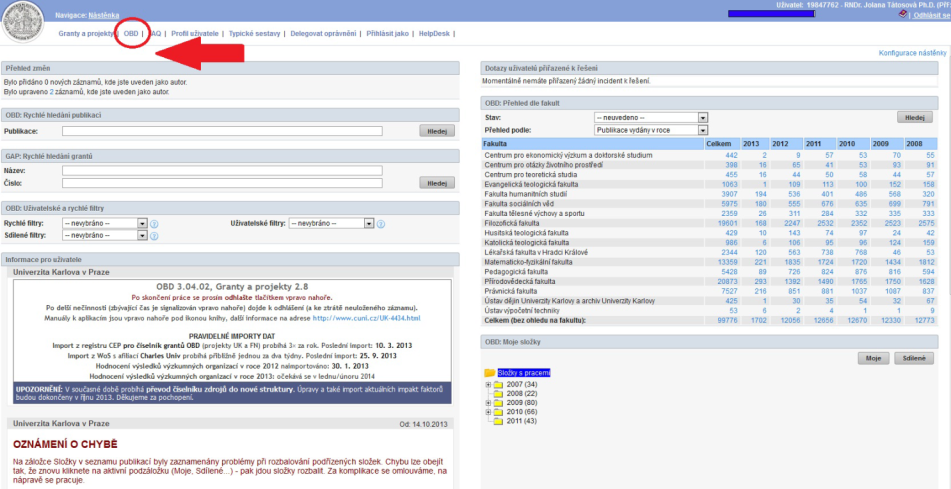 Uživatel: 19847762 - RNDr. Jolana Tátosová Ph.D. (PřF)
Navigace: Nástěnka
Odhlásit se
Granty a projekty | OBD | FAQ | Profil uživatele | Typické sestavy | Delegovat oprávnění | Přihlásit jako | HelpDesk |
Konfigurace nástěnky
Přehled změn
Bylo přidáno 0 nových záznamů, kde jste uveden jako autor.
Bylo upraveno 2 záznamů, kde jste uveden jako autor.
OBD: Rychlé hledání publikací
Publikace: Hledej
GAP: Rychlé hledání grantů
Název:
Číslo: Hledej
OBD: Uživatelské a rychlé filtry
Rychlé filtry: -- nevybráno -- Uživatelské filtry: -- nevybráno --
Sdílené filtry: -- nevybráno --
Informace pro uživatele
Univerzita Karlova v Praze
OBD 3.04.02, Granty a projekty 2.8
Po skončení práce se prosím odhlašte tlačítkem vpravo nahoře.
Po delší nečinnosti (zbývající čas je signalizován vpravo nahoře) dojde k odhlášení (a ke ztrátě neuloženého záznamu).
Manuály k aplikacím jsou vpravo nahoře pod ikonou knihy, další informace na adrese http://www.cuni.cz/UK-4434.html
PRAVIDELNÉ IMPORTY DAT
Import z registru CEP pro číselník grantů OBD (projekty UK a FN) probíhá 3× za rok. Poslední import: 10. 3. 2013
Import z WoS s afiliací Charles Univ probíhá přibližně jednou za dva týdny. Poslední import: 25. 9. 2013
Hodnocení výsledků výzkumných organizací v roce 2012 naimportováno: 30. 1. 2013
Hodnocení výsledků výzkumných organizací v roce 2013: očekává se v lednu/únoru 2014
UPOZORNĚNÍ: V současné době probíhá převod číselníku zdrojů do nové struktury. Úpravy a také import aktuálních impakt faktorů
budou dokončeny v říjnu 2013. Děkujeme za pochopení.
Univerzita Karlova v Praze Od: 14.10.2013
OZNÁMENÍ O CHYBĚ
Na záložce Složky v seznamu publikací byly zaznamenány problémy při rozbalování podřízených složek. Chybu lze obejít
tak, že znovu kliknete na aktivní podzáložku (Moje, Sdílené...) - pak jdou složky rozbalit. Za komplikace se omlouváme, na
nápravě se pracuje.
Dotazy uživatelů přiřazené k řešení
Momentálně nemáte přiřazený žádný incident k řešení.
OBD: Přehled dle fakult
Stav: -- neuvedeno -- Hledej
Přehled podle: Publikace vydány v roce
Fakulta Celkem 2013 2012 2011 2010 2009 2008
Centrum pro ekonomický výzkum a doktorské studium 442 2 9 57 53 70 55
Centrum pro otázky životního prostředí 398 16 65 41 53 93 91
Centrum pro teoretická studia 455 16 44 50 58 44 57
Evangelická teologická fakulta 1063 1 109 113 100 152 158
Fakulta humanitních studií 3907 194 536 401 486 568 320
Fakulta sociálních věd 5975 180 555 676 635 699 791
Fakulta tělesné výchovy a sportu 2359 26 311 284 332 335 333
Filozofická fakulta 19601 168 2247 2532 2352 2523 2575
Husitská teologická fakulta 429 10 143 74 97 24 42
Katolická teologická fakulta 986 6 106 95 96 124 159
Lékařská fakulta v Hradci Králové 2344 120 563 738 768 46 53
Matematicko-fyzikální fakulta 13359 221 1835 1724 1720 1434 1812
Pedagogická fakulta 5428 89 726 824 876 816 594
Přírodovědecká fakulta 20873 293 1392 1490 1765 1750 1628
Právnická fakulta 7527 216 851 881 1037 1087 837
Ústav dějin Univerzity Karlovy a archiv Univerzity Karlovy 425 1 30 35 54 32 67
Ústav výpočetní techniky 53 6 2 4 1 1 9
Celkem (bez ohledu na fakultu): 99776 1702 12056 12656 12670 12330 12773
OBD: Moje složky
Moje Sdílené
Složky s pracemi
2007 (34)
2008 (22)
2009 (80)
2010 (66)
2011 (43)